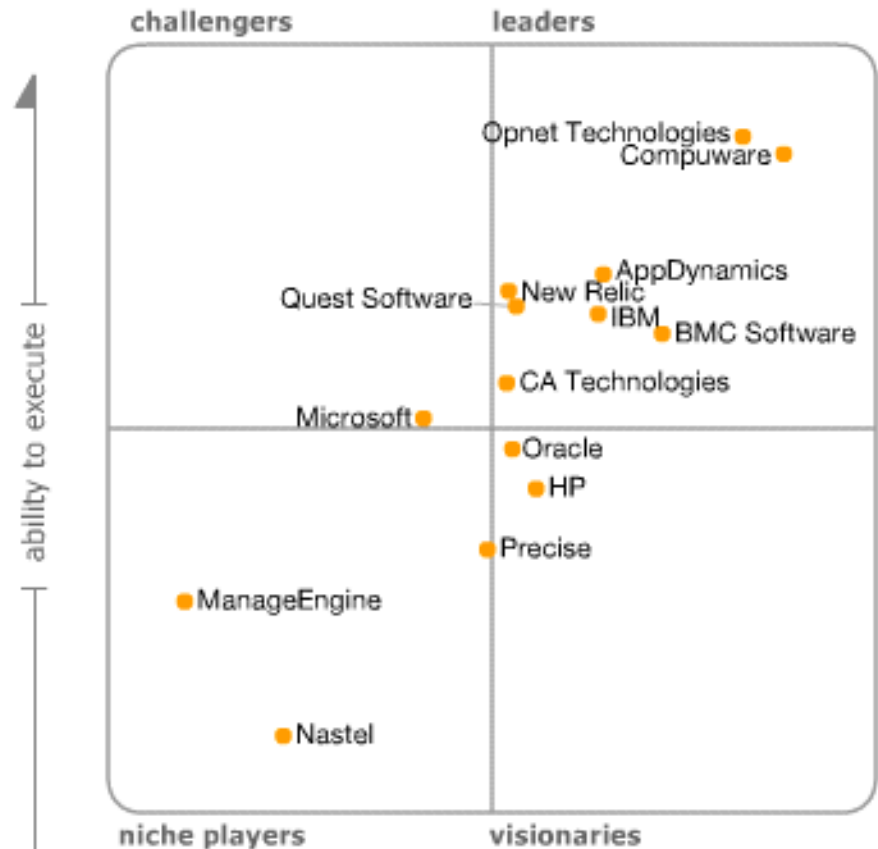 challengers
leaders
Opnet Technologies
Compuware
AppDynamics
New Relic
Quest Software
IBM
BMC Software
CA Technologies
Microsoft
Oracle
HP
Precise
ManageEngine
Nastel
ability to execute
niche players
visionaries